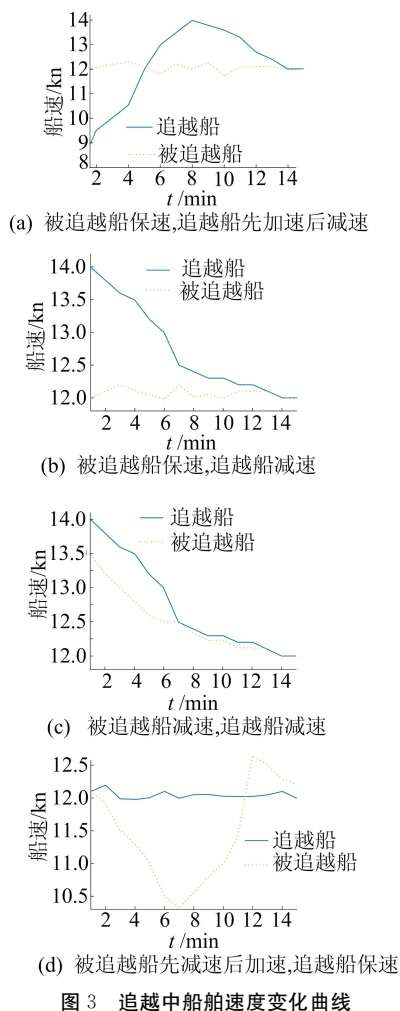 14
13
12
11
10
9
8
船速/kn
追越船
被追越船
2 4 6 8 10 12 14
t /min
(a) 被追越船保速,追越船先加速后减速
14.0
13.5
13.0
12.5
12.0
船速/kn
追越船
被追越船
2 4 6 8 10 12 14
t /min
(b) 被追越船保速,追越船减速
14.0
13.5
13.0
12.5
12.0
船速/kn
追越船
被追越船
2 4 6 8 10 12 14
t /min
(c) 被追越船减速,追越船减速
12.5
12.0
11.5
11.0
10.5
船速/kn
追越船
被追越船
2 4 6 8 10 12 14
t /min
(d) 被追越船先减速后加速,追越船保速
图 3 追越中船舶速度变化曲线